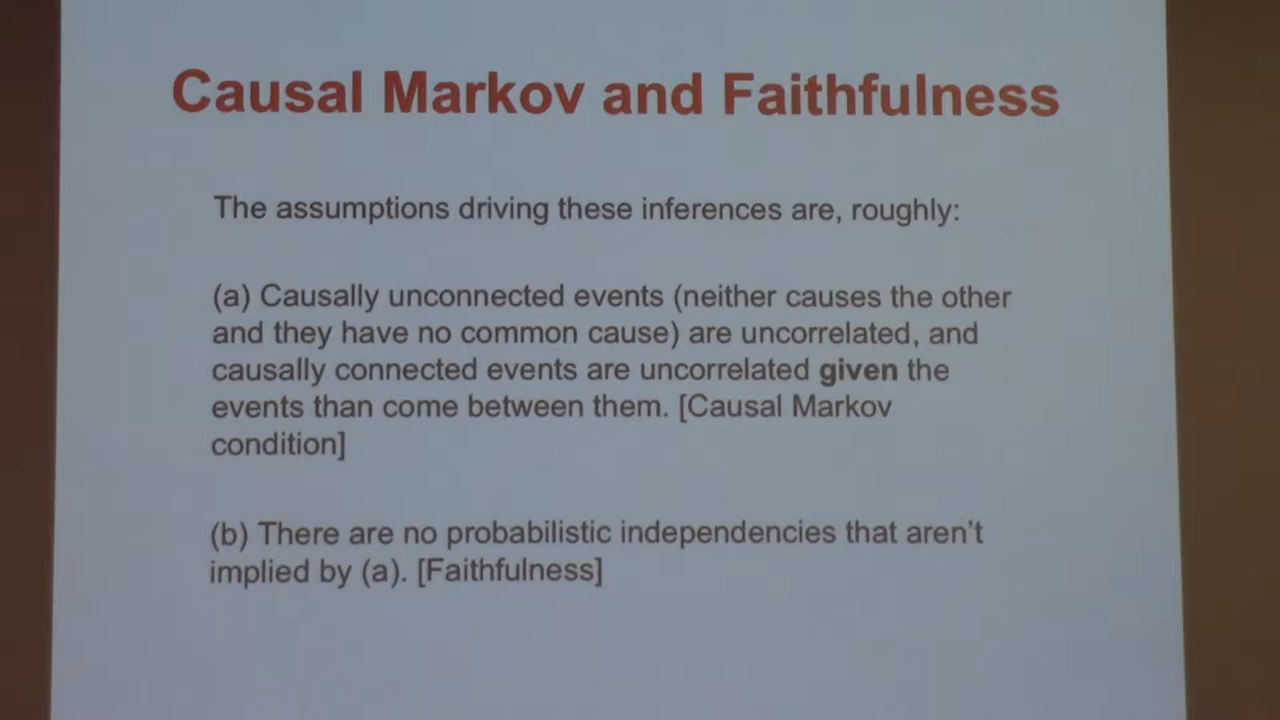 Causal Markov and Faithfulness
The assumptions driving these inferences are, roughly:
(a) Causally unconnected events (neither causes the other
and they have no common cause) are uncorrelated, and
causally connected events are uncorrelated given the
events than come between them. [Causal Markov
condition]
(b) There are no probabilistic independencies that aren't
implied by (a). [Faithfulness]